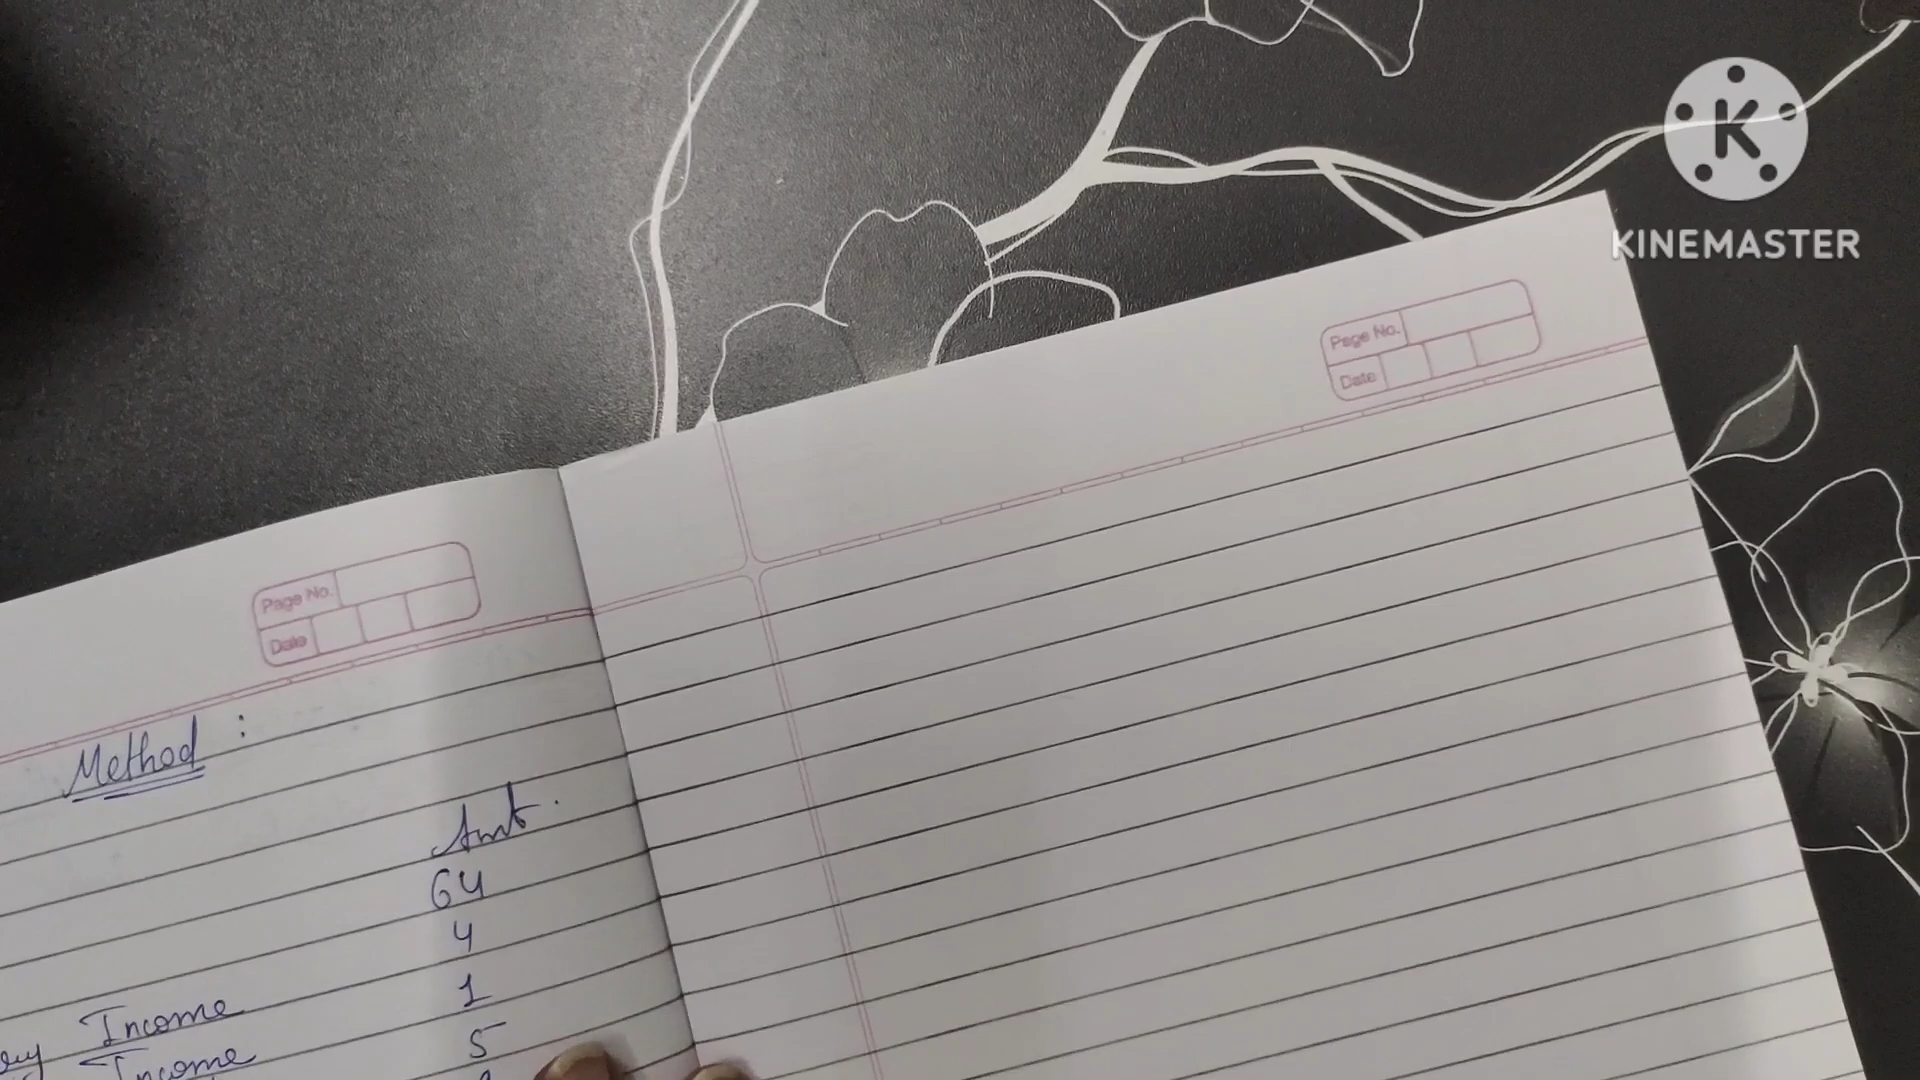 K
KINEMASTER
Page No.
Date
Page No.
Date
Method :
Amt.
64
4
1
Income
5
Income